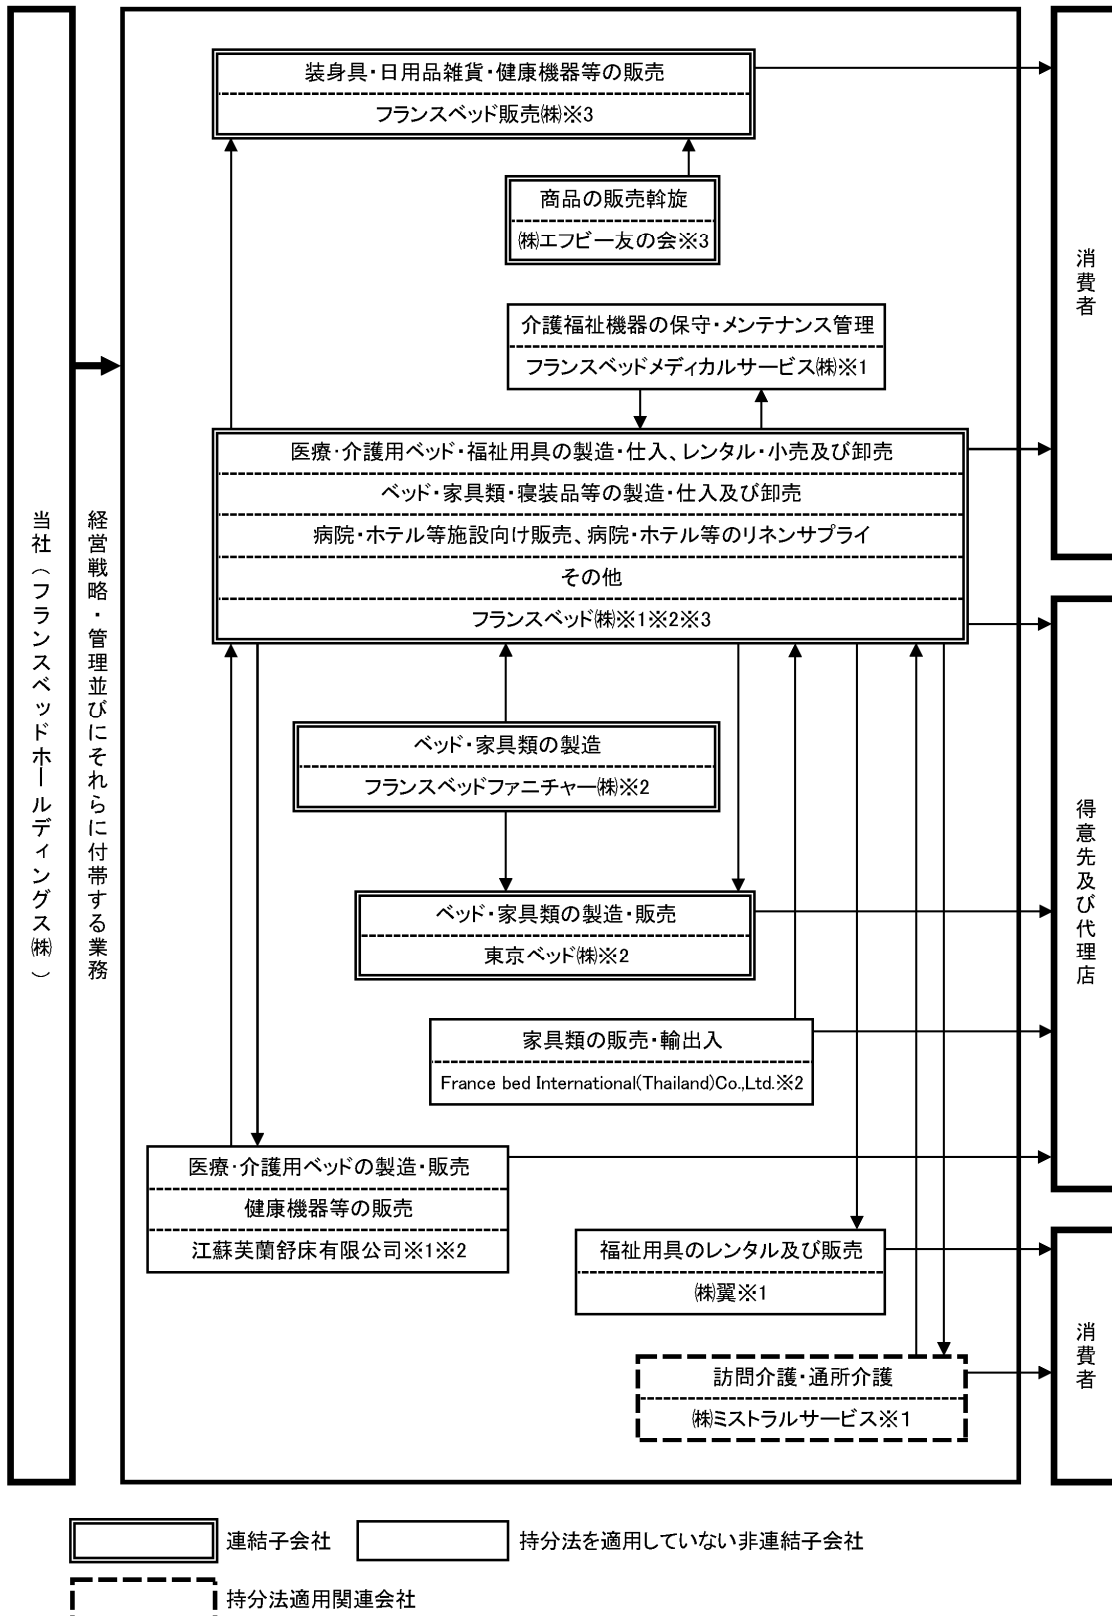 当社（フランスベッドホールディングス㈱）
経営戦略・管理並びにそれらに付帯する業務
装身具・日用品雑貨・健康機器等の販売
フランスベッド販売㈱※3
商品の販売斡旋
㈱エフビー友の会※3
介護福祉機器の保守・メンテナンス管理
フランスベッドメディカルサービス㈱※1
医療・介護用ベッド・福祉用具の製造・仕入、レンタル・小売及び卸売
ベッド・家具類・寝装品等の製造・仕入及び卸売
病院・ホテル等施設向け販売、病院・ホテル等のリネンサプライ
その他
フランスベッド㈱※1※2※3
ベッド・家具類の製造
フランスベッドファニチャー㈱※2
ベッド・家具類の製造・販売
東京ベッド㈱※2
家具類の販売・輸出入
France bed International(Thailand)Co.,Ltd.※2
医療・介護用ベッドの製造・販売
健康機器等の販売
江蘇芙蘭舒床有限公司※1※2
福祉用具のレンタル及び販売
㈱翼※1
訪問介護・通所介護
㈱ミストラルサービス※1
消費者
得意先及び代理店
消費者
連結子会社
持分法を適用していない非連結子会社
持分法適用関連会社